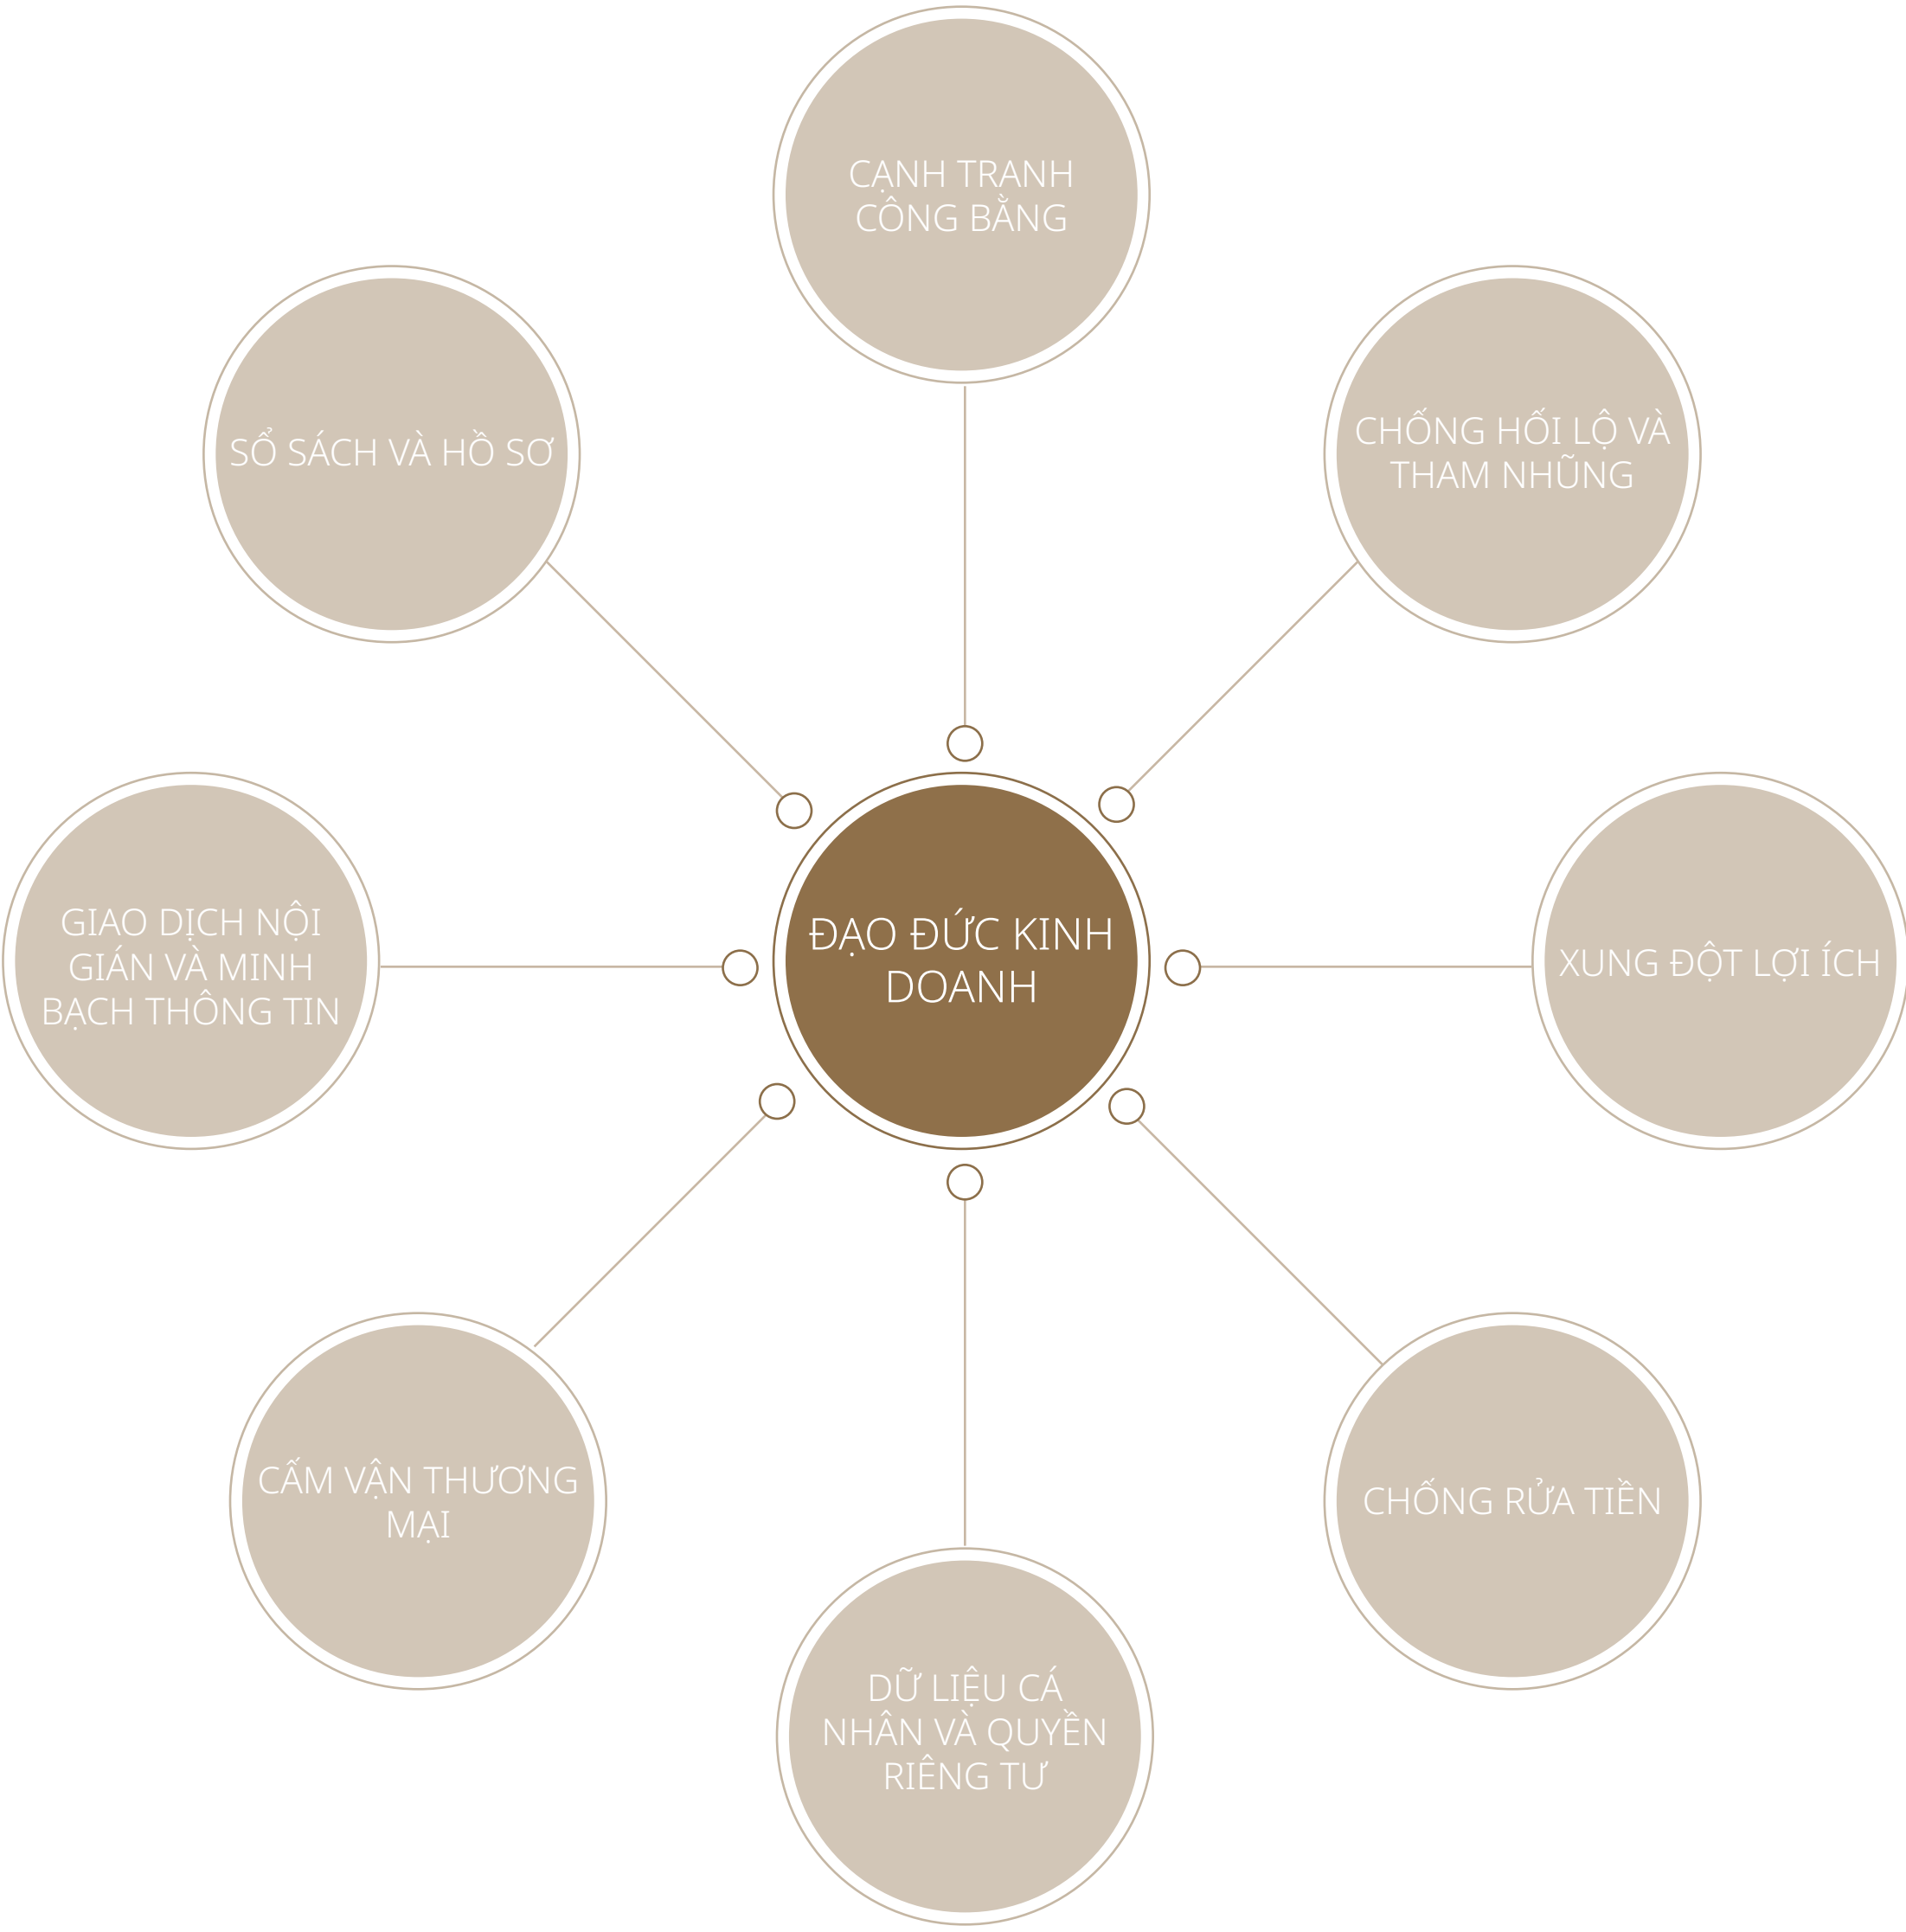 CẠNH TRANH
CÔNG BẰNG
SỔ SÁCH VÀ HỒ SƠ
CHỐNG HỐI LỘ VÀ
THAM NHŨNG
GIAO DỊCH NỘI
GIÁN VÀ MINH
BẠCH THÔNG TIN
ĐẠO ĐỨC KINH
DOANH
XUNG ĐỘT LỢI ÍCH
CẤM VẬN THƯƠNG
MẠI
CHỐNG RỬA TIỀN
DỮ LIỆU CÁ
NHÂN VÀ QUYỀN
RIÊNG TƯ